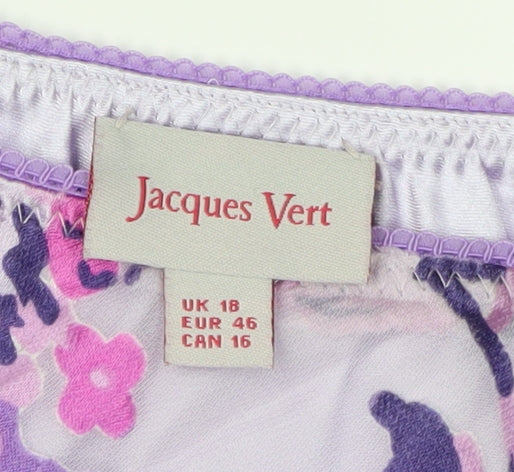 Jacques Vert
UK 18
EUR 46
CAN 16